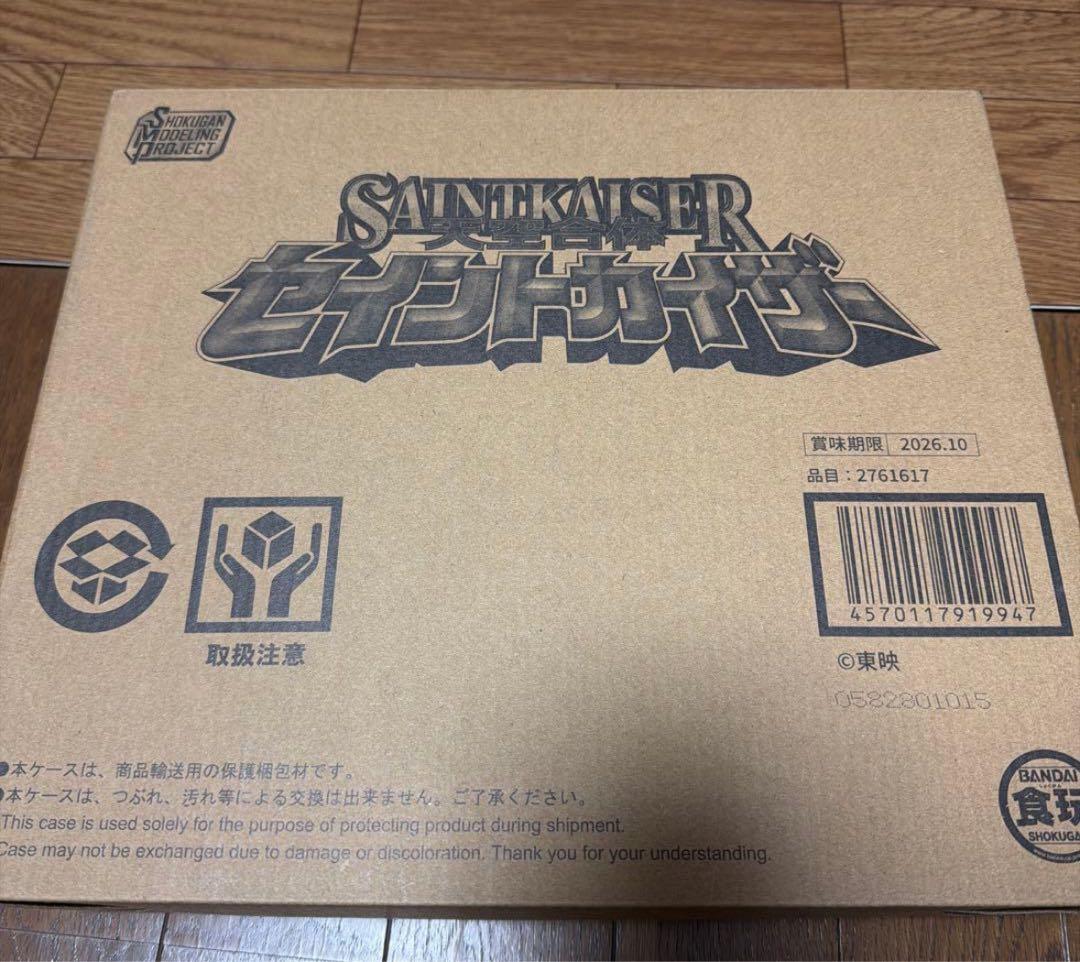 SHOKUGAN
MODELING
PROJECT
SAINTKAISER
天聖合体
セイントカイザー
賞味期限 2026.10
品目：2761617
4570117919947
©東映
0582801015
取扱注意
●本ケースは、商品輸送用の保護梱包材です。
●本ケースは、つぶれ、汚れ等による交換は出来ません。ご了承ください。
This case is used solely for the purpose of protecting product during shipment.
Case may not be exchanged due to damage or discoloration. Thank you for your understanding.
BANDAI
食玩
SHOKUGA